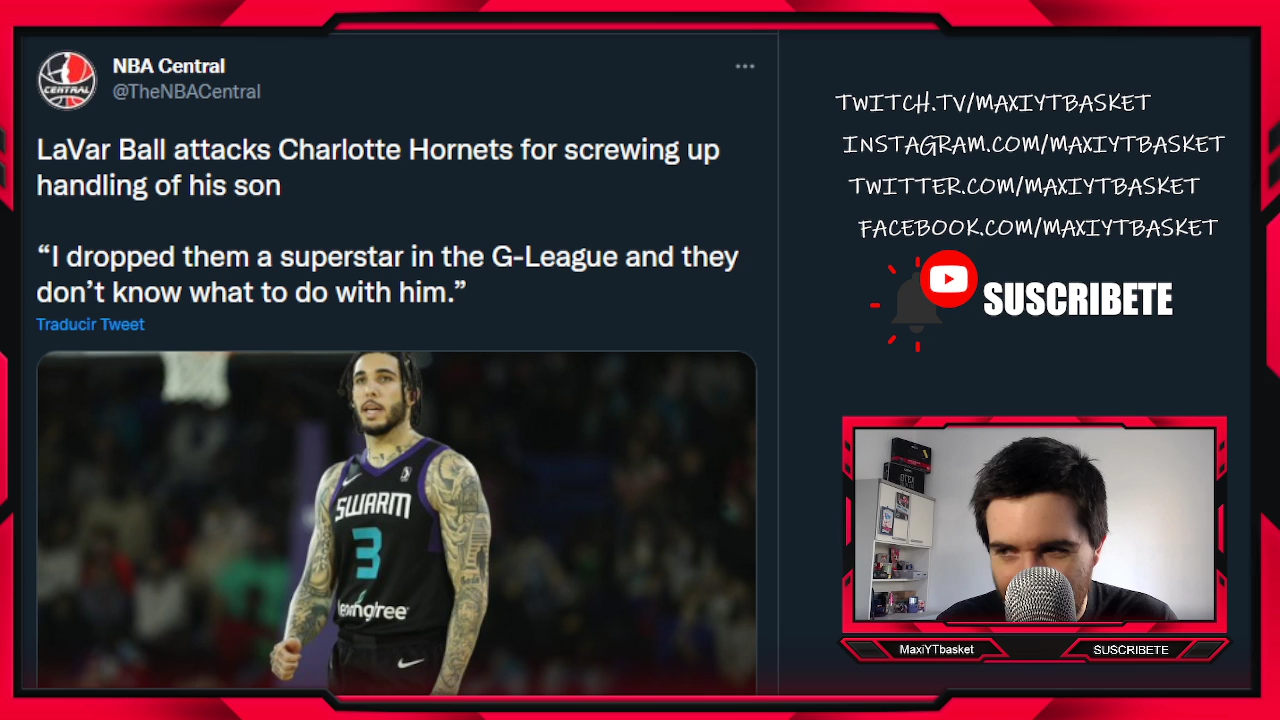 NBA Central
@TheNBACentral
LaVar Ball attacks Charlotte Hornets for screwing up
handling of his son
“I dropped them a superstar in the G-League and they
don’t know what to do with him.”
Traducir Tweet
CENTRAL
SWARM
3
lendingtree
TWITCH.TV/MAXIYTBASKET
INSTAGRAM.COM/MAXIYTBASKET
TWITTER.COM/MAXIYTBASKET
FACEBOOK.COM/MAXIYTBASKET
SUSCRIBETE
MaxiYTbasket
SUSCRIBETE